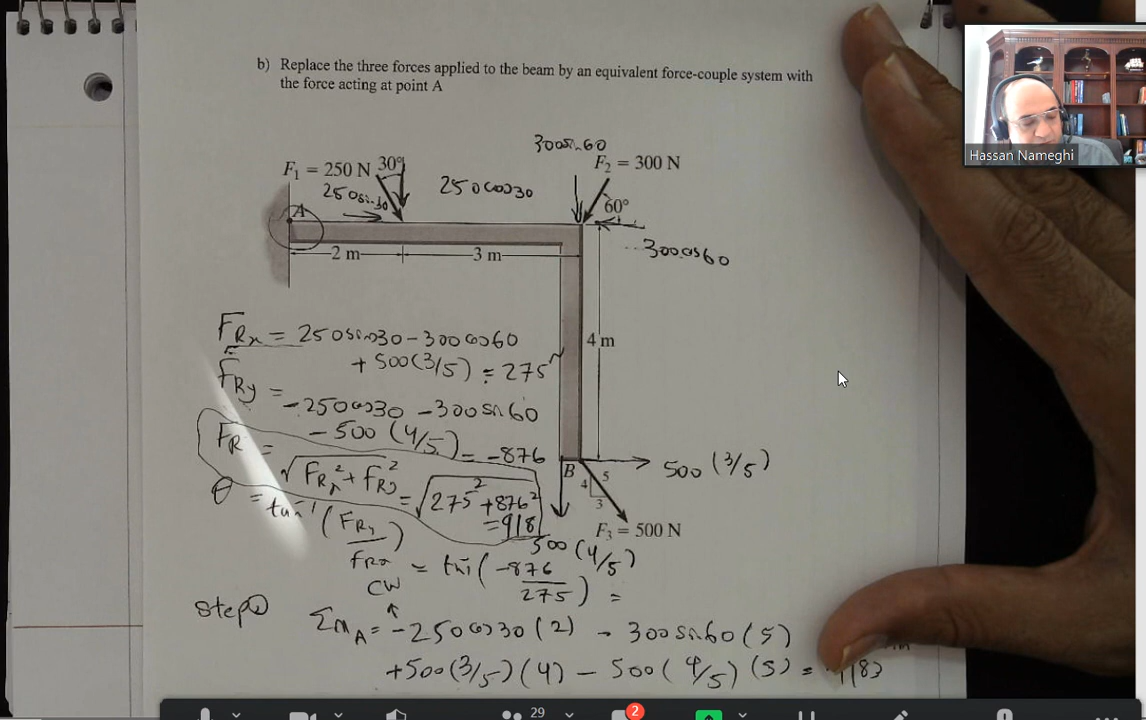 b) Replace the three forces applied to the beam by an equivalent force-couple system with
the force acting at point A
Hassan Nameghi
300sin60
F₁ = 250 N 30°
F₂ = 300 N
250sin30
250cos30
60°
A
300cos60
2 m
3 m
FRx = 250sin30-300cos60
+ 500(3/5) = 275
4 m
FRy =
-250cos30 -300sin60
- 500 (4/5) = -876
FR = √FRx²+FRy² = √275²+876²
=918
500 (3/5)
B
5
4
3
F₃ = 500 N
500 (4/5)
θ = tan⁻¹ (FRy/FRx)
= tan⁻¹(-876/275) =
CW
Step
ΣMA = -250cos30(2) - 300sin60(5)
+500(3/5)(4) - 500(4/5)(5) =
29
2